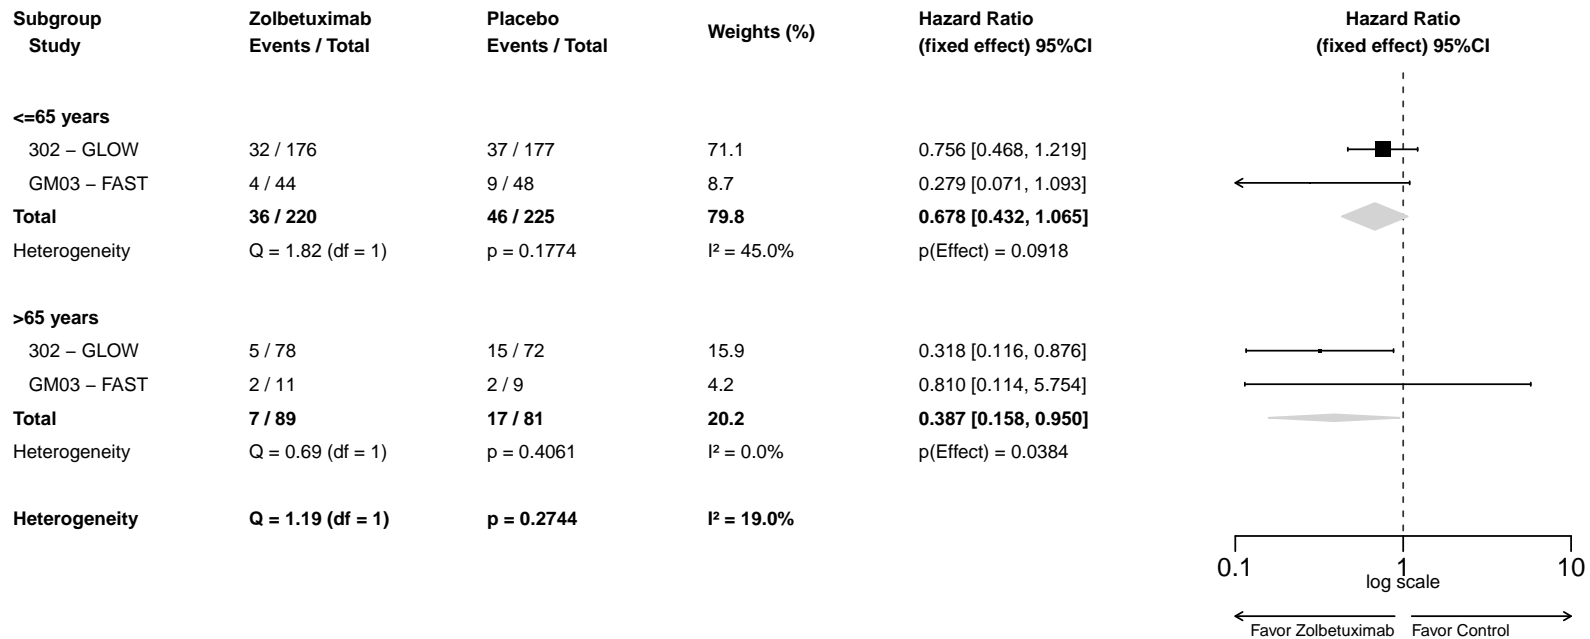 Subgroup Zolbetuximab Placebo Weights (%) Hazard Ratio Hazard Ratio
Study Events / Total Events / Total (fixed effect) 95%CI (fixed effect) 95%CI
<=65 years
302 – GLOW 32 / 176 37 / 177 71.1 0.756 [0.468, 1.219]
GM03 – FAST 4 / 44 9 / 48 8.7 0.279 [0.071, 1.093]
Total 36 / 220 46 / 225 79.8 0.678 [0.432, 1.065]
Heterogeneity Q = 1.82 (df = 1) p = 0.1774 I² = 45.0% p(Effect) = 0.0918
>65 years
302 – GLOW 5 / 78 15 / 72 15.9 0.318 [0.116, 0.876]
GM03 – FAST 2 / 11 2 / 9 4.2 0.810 [0.114, 5.754]
Total 7 / 89 17 / 81 20.2 0.387 [0.158, 0.950]
Heterogeneity Q = 0.69 (df = 1) p = 0.4061 I² = 0.0% p(Effect) = 0.0384
Heterogeneity Q = 1.19 (df = 1) p = 0.2744 I² = 19.0%
0.1 1 10
log scale
Favor Zolbetuximab Favor Control